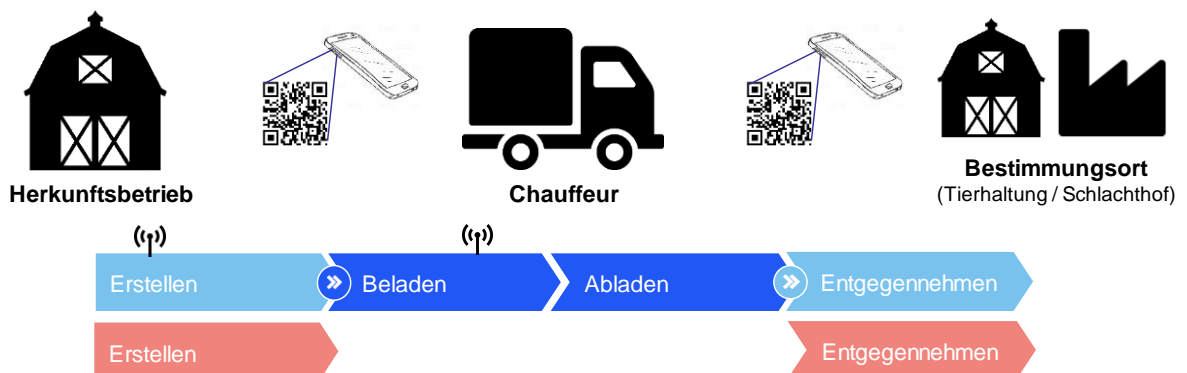 Herkunftsbetrieb
Chauffeur
Bestimmungsort
(Tierhaltung / Schlachthof)
Erstellen
Beladen
Abladen
Entgegennehmen
Erstellen
Entgegennehmen